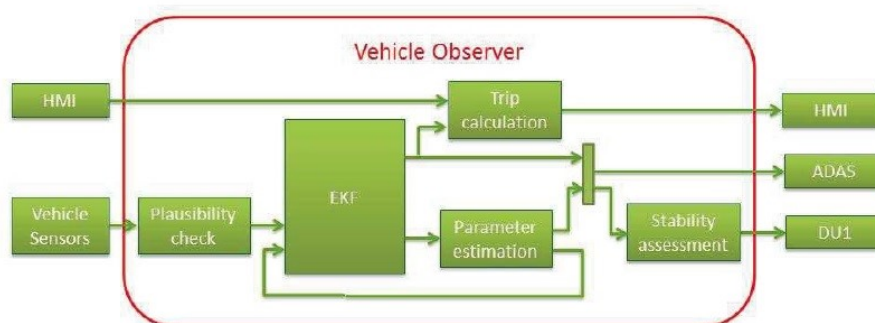 Vehicle Observer
HMI
Trip
calculation
HMI
EKF
ADAS
Vehicle
Sensors
Plausibility
check
Parameter
estimation
Stability
assessment
DU1